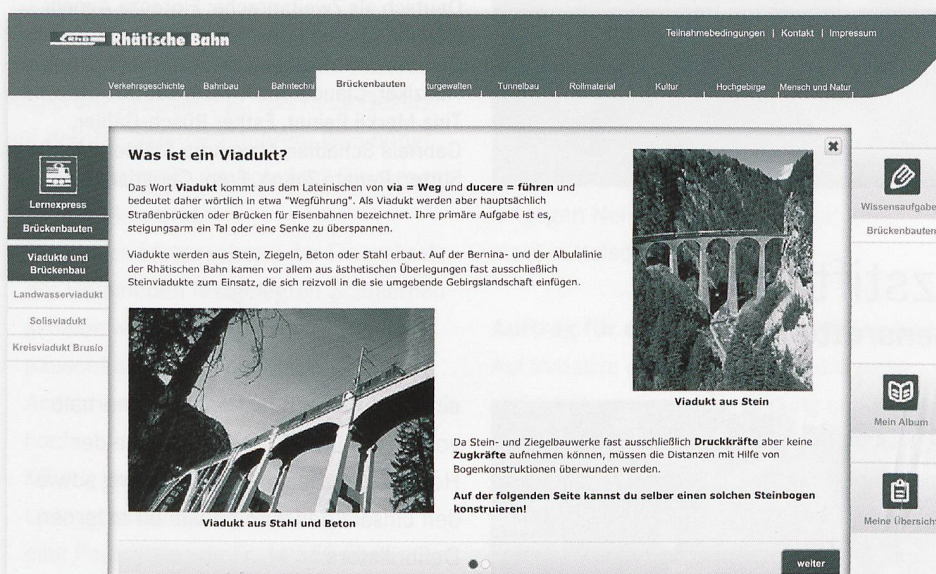 RhB Rhätische Bahn
Teilnahmebedingungen | Kontakt | Impressum
Verkehrsgeschichte
Bahnbau
Bahntechni
Brückenbauten
turgewalten
Tunnelbau
Rollmaterial
Kultur
Hochgebirge
Mensch und Natur
Lernexpress
Brückenbauten
Viadukte und
Brückenbau
Landwasserviadukt
Solisviadukt
Kreisviadukt Brusio
Was ist ein Viadukt?
Das Wort Viadukt kommt aus dem Lateinischen von via = Weg und ducere = führen und
bedeutet daher wörtlich in etwa "Wegführung". Als Viadukt werden aber hauptsächlich
Straßenbrücken oder Brücken für Eisenbahnen bezeichnet. Ihre primäre Aufgabe ist es,
steigungsarm ein Tal oder eine Senke zu überspannen.
Viadukte werden aus Stein, Ziegeln, Beton oder Stahl erbaut. Auf der Bernina- und der Albulalinie
der Rhätischen Bahn kamen vor allem aus ästhetischen Überlegungen fast ausschließlich
Steinviadukte zum Einsatz, die sich reizvoll in die sie umgebende Gebirgslandschaft einfügen.
Viadukt aus Stein
Viadukt aus Stahl und Beton
Da Stein- und Ziegelbauwerke fast ausschließlich Druckkräfte aber keine
Zugkräfte aufnehmen können, müssen die Distanzen mit Hilfe von
Bogenkonstruktionen überwunden werden.
Auf der folgenden Seite kannst du selber einen solchen Steinbogen
konstruieren!
weiter
Wissensaufgabe
Brückenbauten
Mein Album
Meine Übersicht